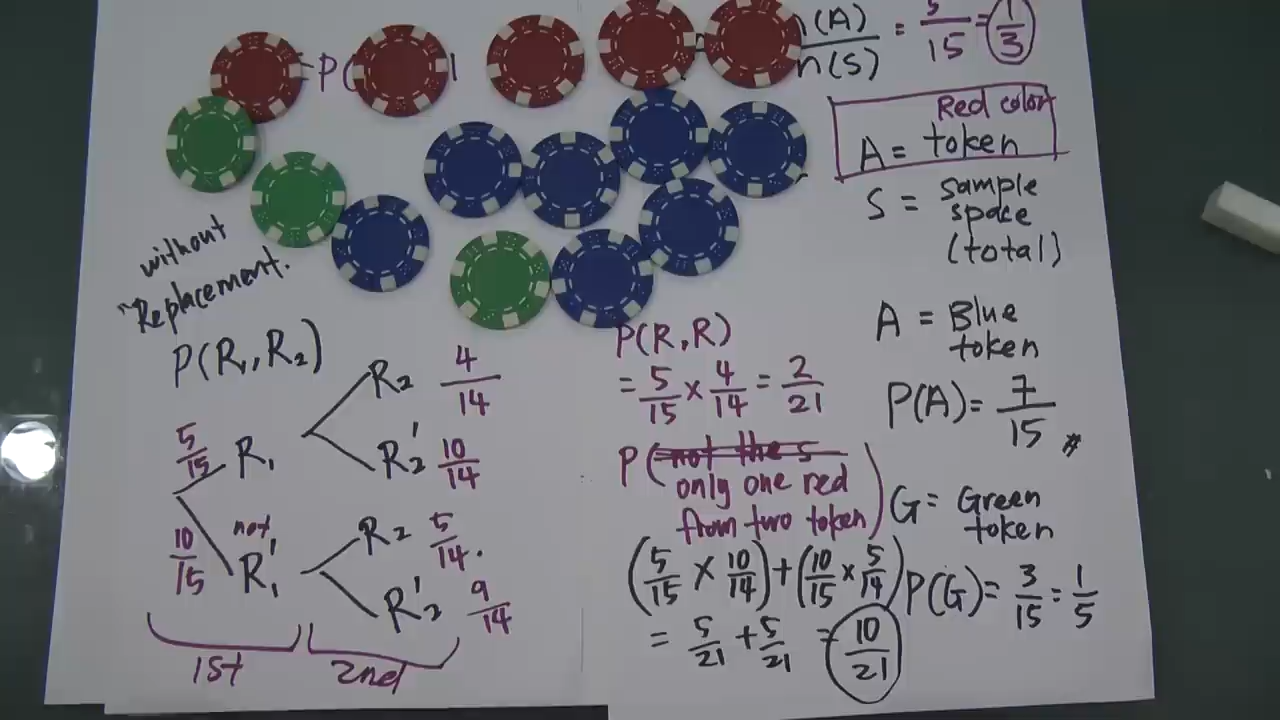 = P(
n(A)/n(S) = 5/15 = 1/3
Red color
A = token
S = sample
space
(total)
without
Replacement.
P(R₁, R₂)
5/15 R₁
R₂ 4/14
R₂' 10/14
10/15 not R₁'
R₂ 5/14.
R₂' 9/14
1st
2nd
P(R,R)
= 5/15 × 4/14 = 2/21
P(not the s
only one red
from two token)
(5/15 × 10/14) + (10/15 × 5/14)
= 5/21 + 5/21 = 10/21
A = Blue
token
P(A) = 7/15 #
G = Green
token
P(G) = 3/15 = 1/5